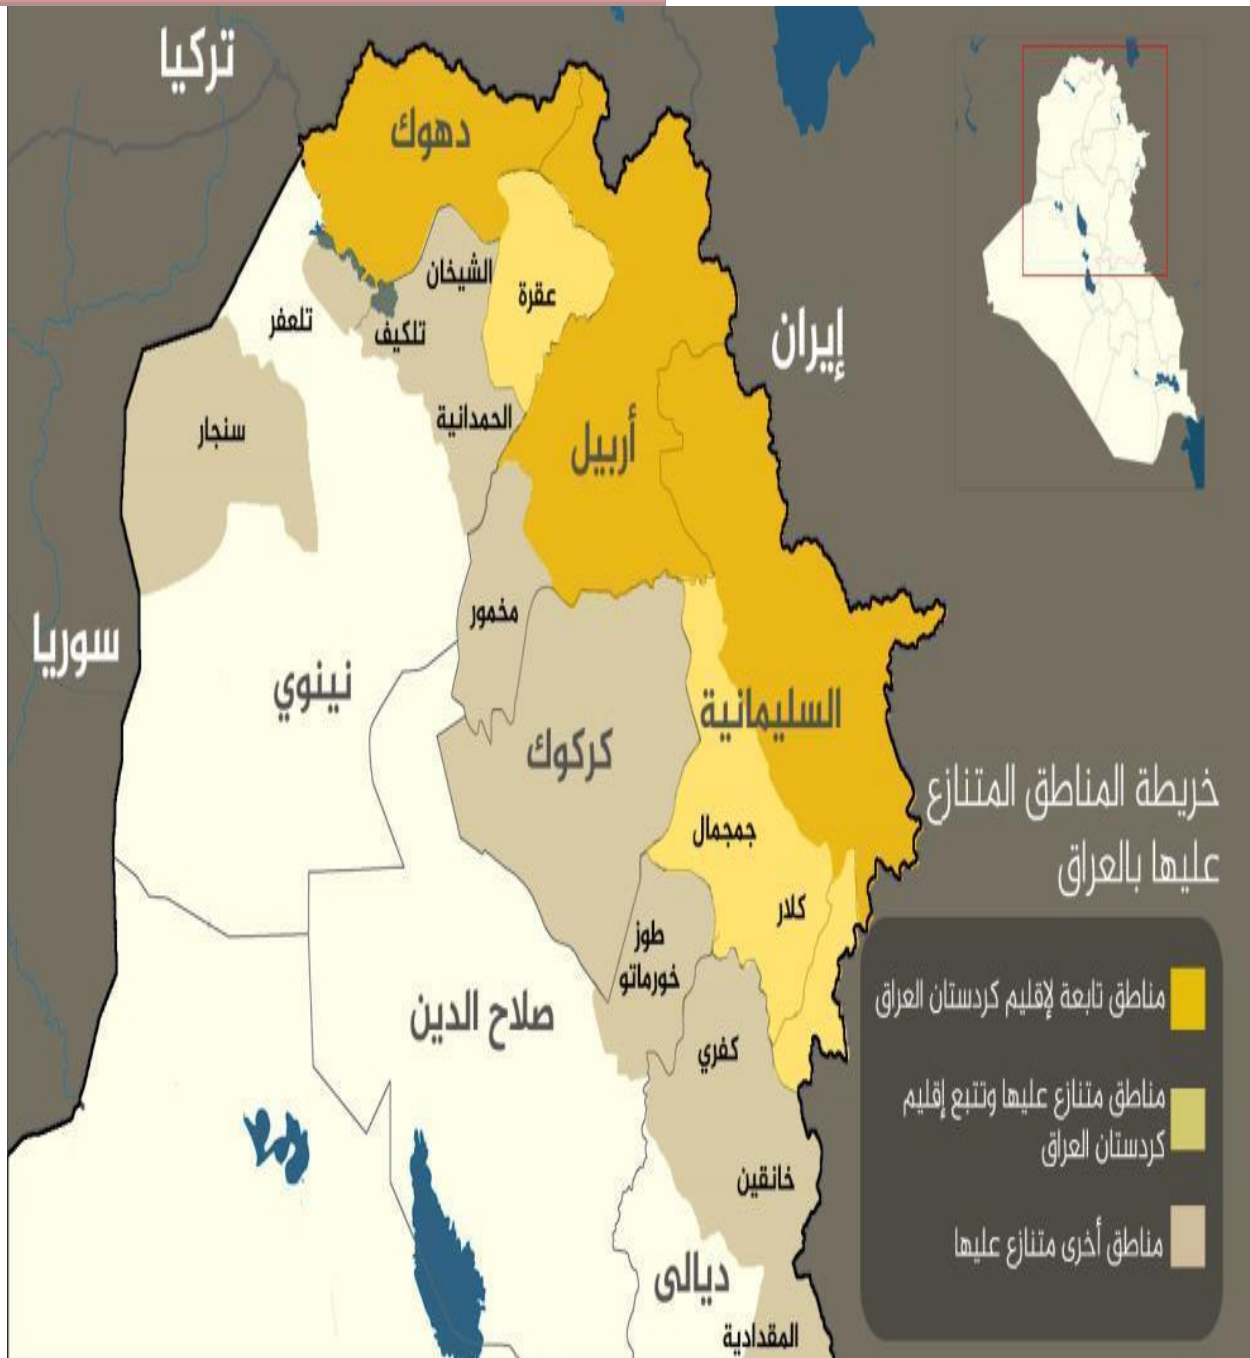 تركيا
دهوك
الشيخان
عقرة
تلعفر
تلكيف
إيران
الحمدانية
سنجار
أربيل
مخمور
سوريا
نينوي
السليمانية
كركوك
خريطة المناطق المتنازع
عليها بالعراق
جمجمال
كلار
طوز
خورماتو
صلاح الدين
كفري
مناطق تابعة لإقليم كردستان العراق
مناطق متنازع عليها وتتبع إقليم
كردستان العراق
خانقين
مناطق أخرى متنازع عليها
ديالى
المقدادية